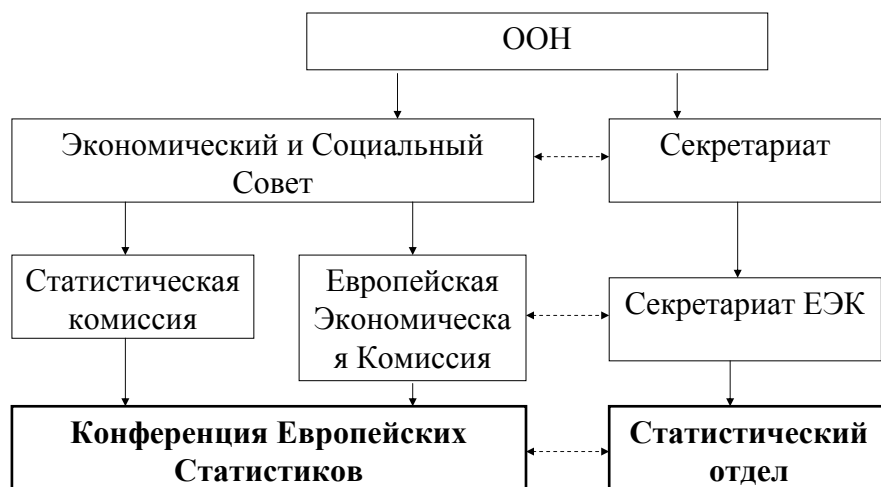 ООН
Экономический и Социальный
Совет
Секретариат
Статистическая
комиссия
Европейская
Экономическа
я Комиссия
Секретариат ЕЭК
Конференция Европейских
Статистиков
Статистический
отдел